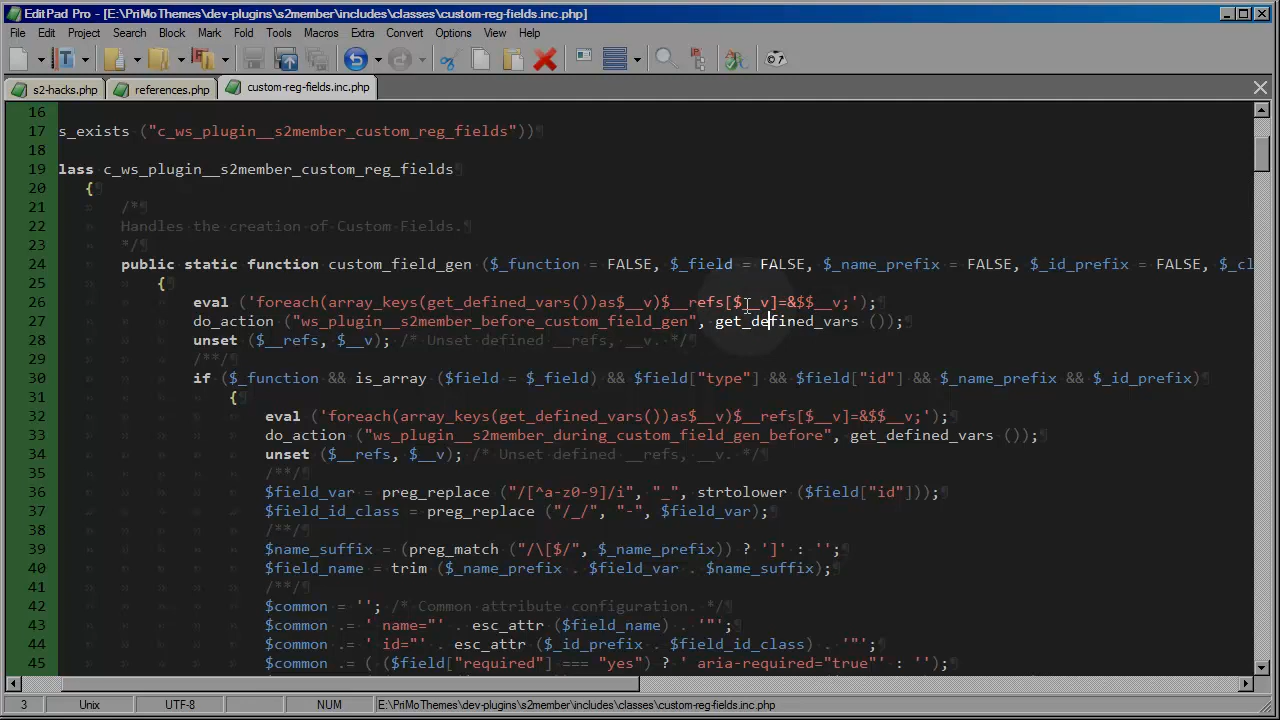 EditPad Pro - [E:\PriMoThemes\dev-plugins\s2member\includes\classes\custom-reg-fields.inc.php]
File Edit Project Search Block Mark Fold Tools Macros Extra Convert Options View Help
s2-hacks.php references.php custom-reg-fields.inc.php
16
17 s_exists ("c_ws_plugin__s2member_custom_reg_fields"))¶
18 ¶
19 lass c_ws_plugin__s2member_custom_reg_fields¶
20 {¶
21 /*¶
22 Handles the creation of Custom Fields.¶
23 */¶
24 public static function custom_field_gen ($_function = FALSE, $_field = FALSE, $_name_prefix = FALSE, $_id_prefix = FALSE, $_cl
25 {¶
26 eval ('foreach(array_keys(get_defined_vars())as$__v)$__refs[$__v]=&$$__v;');¶
27 do_action ("ws_plugin__s2member_before_custom_field_gen", get_defined_vars ());¶
28 unset ($__refs, $__v); /* Unset defined __refs, __v. */¶
29 /**/¶
30 if ($_function && is_array ($field = $_field) && $field["type"] && $field["id"] && $_name_prefix && $_id_prefix)¶
31 {¶
32 eval ('foreach(array_keys(get_defined_vars())as$__v)$__refs[$__v]=&$$__v;');¶
33 do_action ("ws_plugin__s2member_during_custom_field_gen_before", get_defined_vars ());¶
34 unset ($__refs, $__v); /* Unset defined __refs, __v. */¶
35 /**/¶
36 $field_var = preg_replace ("/[^a-z0-9]/i", "_", strtolower ($field["id"]));¶
37 $field_id_class = preg_replace ("/_/", "-", $field_var);¶
38 /**/¶
39 $name_suffix = (preg_match ("/\[$/", $_name_prefix)) ? ']' : '';¶
40 $field_name = trim ($_name_prefix . $field_var . $name_suffix);¶
41 /**/¶
42 $common = ''; /* Common attribute configuration. */¶
43 $common .= ' name="' . esc_attr ($field_name) . '"';¶
44 $common .= ' id="' . esc_attr ($_id_prefix . $field_id_class) . '"';¶
45 $common .= ( ($field["required"] === "yes") ? ' aria-required="true"' : '');¶
3 Unix UTF-8 NUM E:\PriMoThemes\dev-plugins\s2member\includes\classes\custom-reg-fields.inc.php